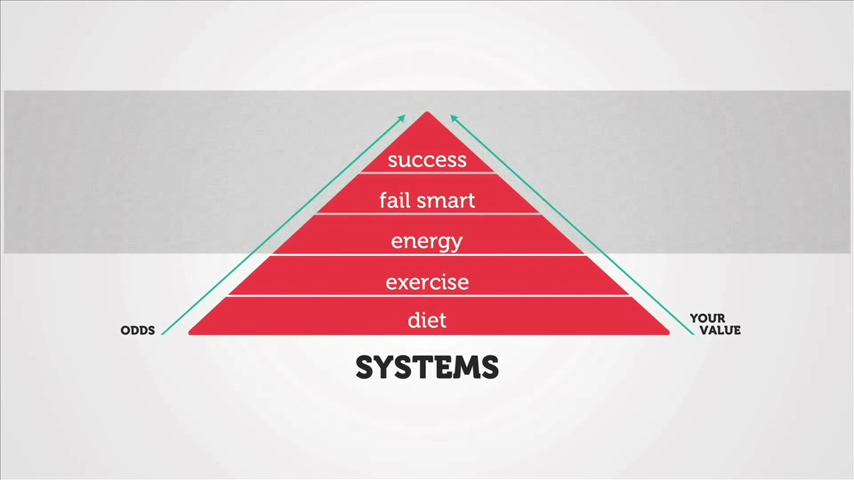 success
fail smart
energy
exercise
diet
ODDS
YOUR
VALUE
SYSTEMS